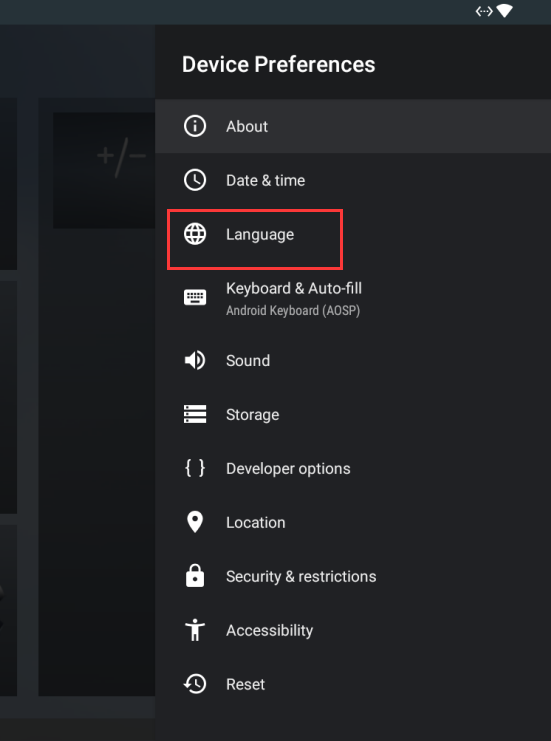 Device Preferences
+/-
About
Date & time
Language
Keyboard & Auto-fill
Android Keyboard (AOSP)
Sound
Storage
{ }
Developer options
Location
Security & restrictions
Accessibility
Reset